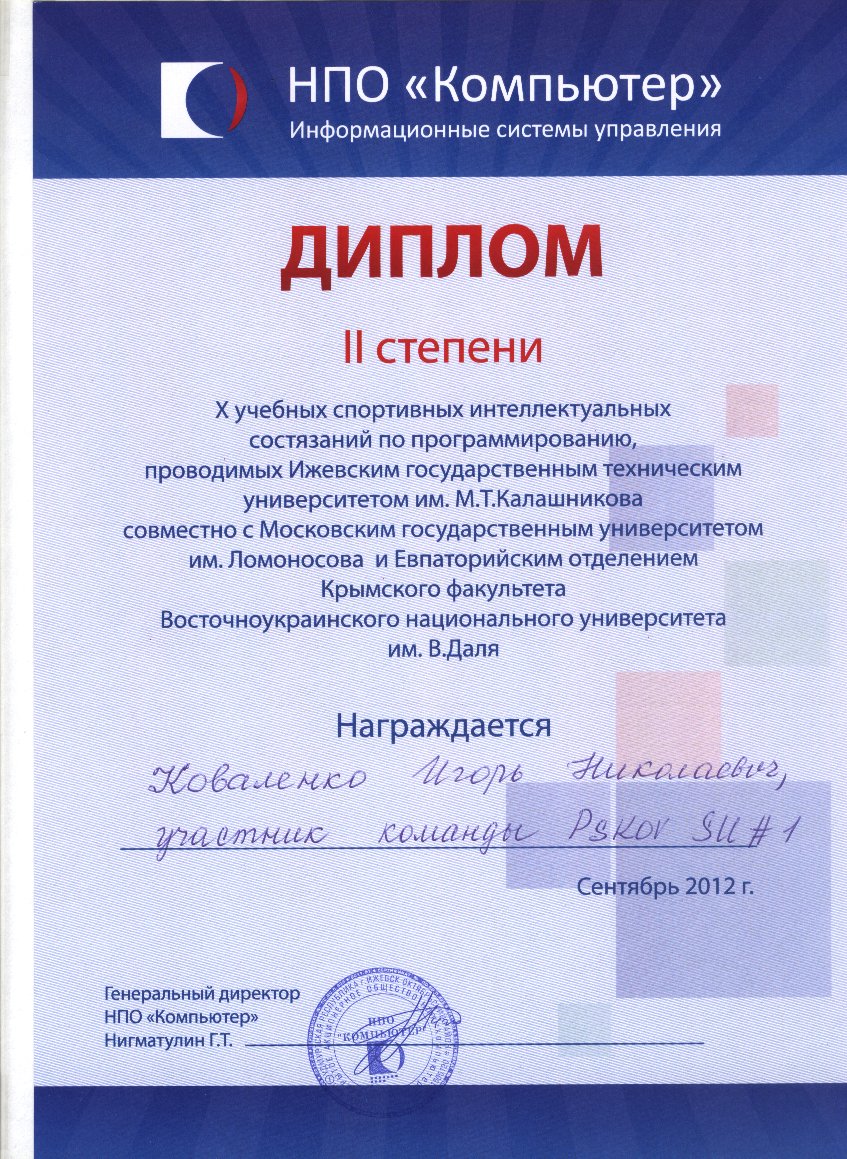 НПО «Компьютер»
Информационные системы управления
ДИПЛОМ
II степени
X учебных спортивных интеллектуальных
состязаний по программированию,
проводимых Ижевским государственным техническим
университетом им. М.Т.Калашникова
совместно с Московским государственным университетом
им. Ломоносова и Евпаторийским отделением
Крымского факультета
Восточноукраинского национального университета
им. В.Даля
Награждается
Коваленко Игорь Николаевич,
участник команды Pskov SU #1
Сентябрь 2012 г.
Генеральный директор
НПО «Компьютер»
Нигматулин Г.Т.
НПО
"КОМПЬЮТЕР"